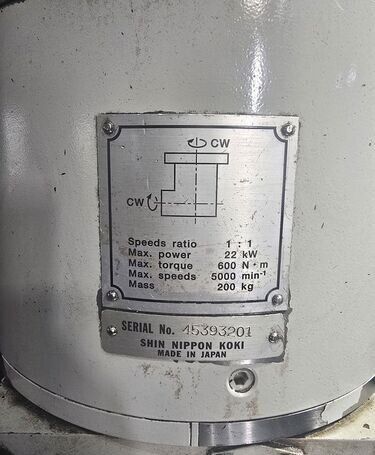 CW
CW
Speeds ratio 1 : 1
Max. power 22 kW
Max. torque 600 N・m
Max. speeds 5000 min⁻¹
Mass 200 kg
SERIAL No. 45393201
SHIN NIPPON KOKI
MADE IN JAPAN